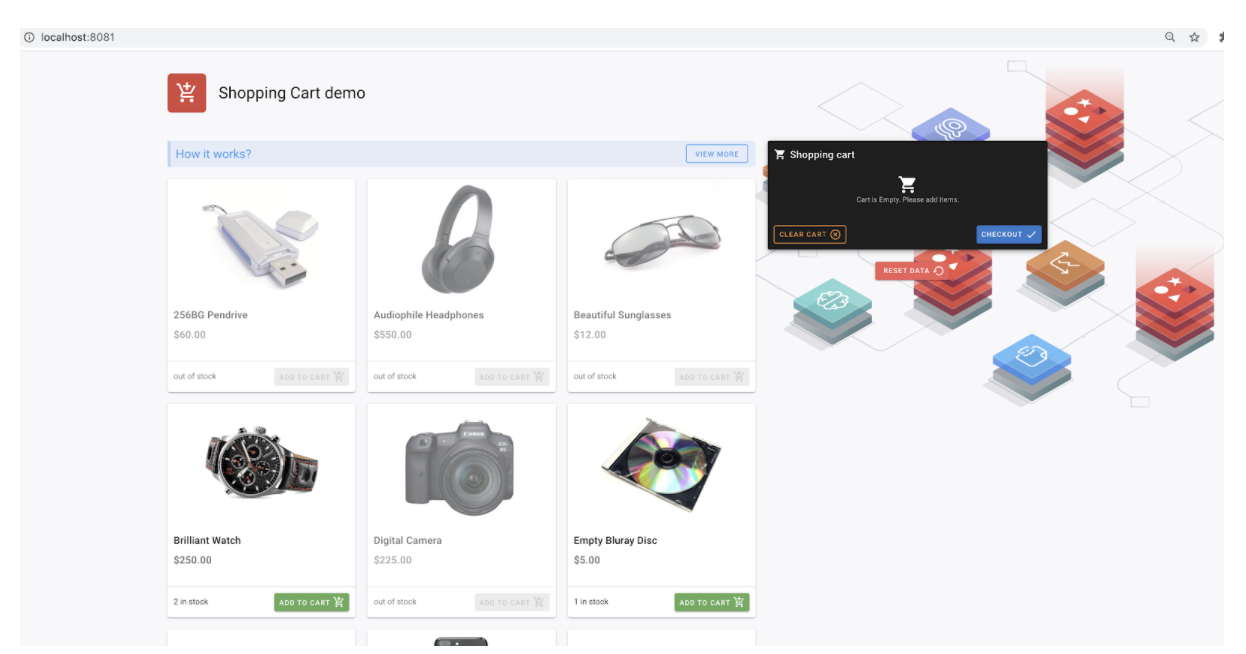 localhost:8081
Shopping Cart demo
How it works?
VIEW MORE
Shopping cart
Cart is Empty. Please add items.
CLEAR CART
CHECKOUT
RESET DATA
256BG Pendrive
$60.00
out of stock
ADD TO CART
Audiophile Headphones
$550.00
out of stock
ADD TO CART
Beautiful Sunglasses
$12.00
out of stock
ADD TO CART
Brilliant Watch
$250.00
2 in stock
ADD TO CART
Canon
Digital Camera
$225.00
out of stock
ADD TO CART
Empty Bluray Disc
$5.00
1 in stock
ADD TO CART